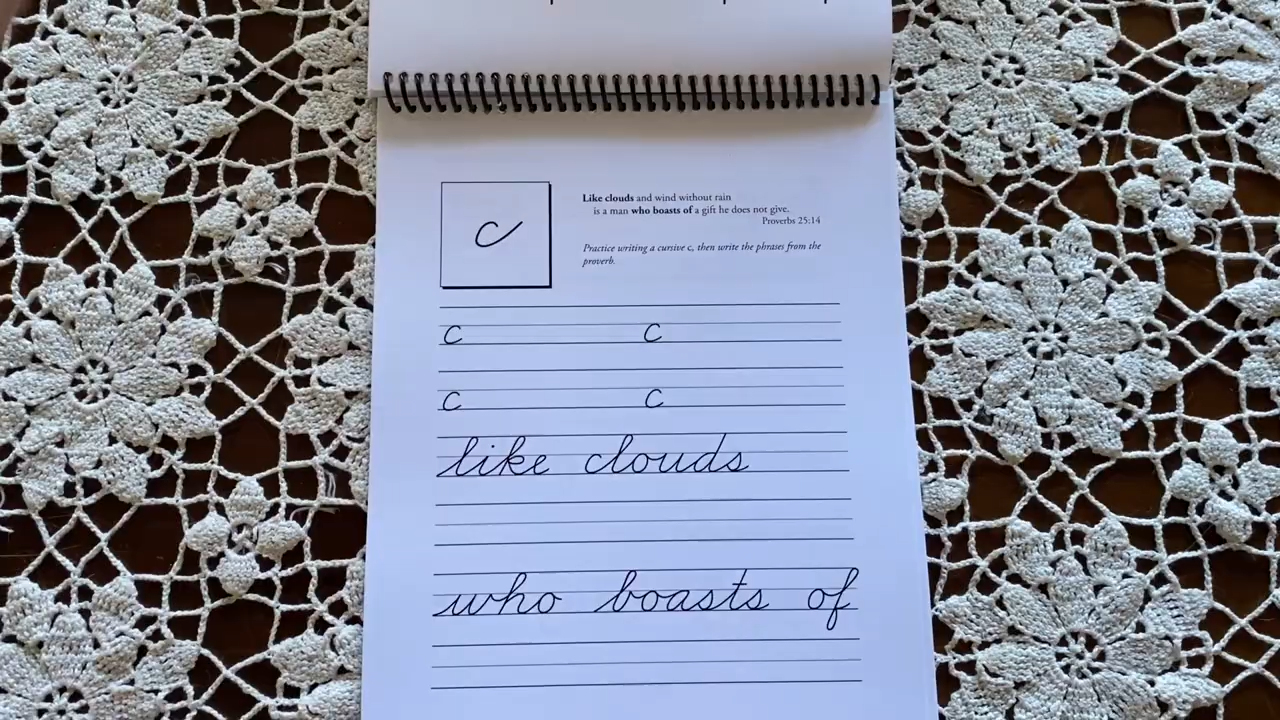 c
Like clouds and wind without rain
is a man who boasts of a gift he does not give.
Proverbs 25:14
Practice writing a cursive c, then write the phrases from the
proverb.
c c
c c
like clouds
who boasts of